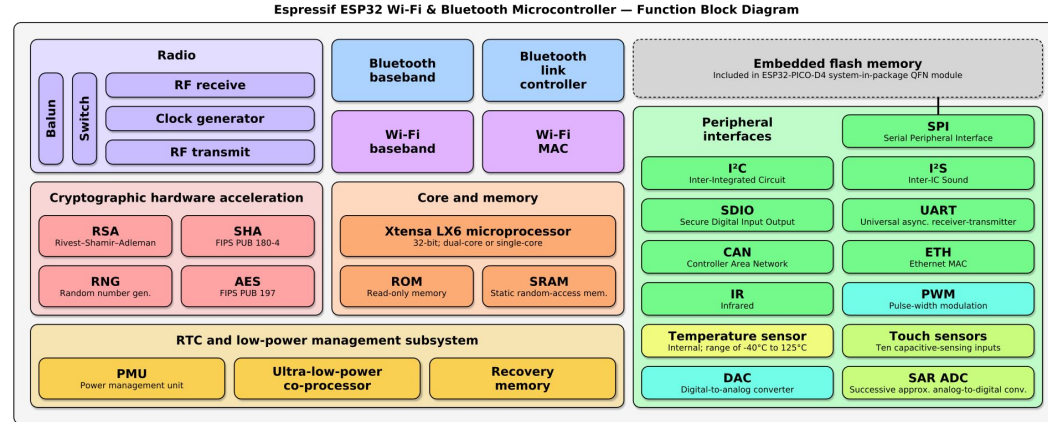 Espressif ESP32 Wi-Fi & Bluetooth Microcontroller — Function Block Diagram
Radio
Balun
Switch
RF receive
Clock generator
RF transmit
Bluetooth
baseband
Bluetooth
link
controller
Wi-Fi
baseband
Wi-Fi
MAC
Embedded flash memory
Included in ESP32-PICO-D4 system-in-package QFN module
Cryptographic hardware acceleration
RSA
Rivest–Shamir–Adleman
SHA
FIPS PUB 180-4
RNG
Random number gen.
AES
FIPS PUB 197
Core and memory
Xtensa LX6 microprocessor
32-bit; dual-core or single-core
ROM
Read-only memory
SRAM
Static random-access mem.
RTC and low-power management subsystem
PMU
Power management unit
Ultra-low-power
co-processor
Recovery
memory
Peripheral
interfaces
SPI
Serial Peripheral Interface
I²C
Inter-Integrated Circuit
I²S
Inter-IC Sound
SDIO
Secure Digital Input Output
UART
Universal async. receiver-transmitter
CAN
Controller Area Network
ETH
Ethernet MAC
IR
Infrared
PWM
Pulse-width modulation
Temperature sensor
Internal; range of -40°C to 125°C
Touch sensors
Ten capacitive-sensing inputs
DAC
Digital-to-analog converter
SAR ADC
Successive approx. analog-to-digital conv.